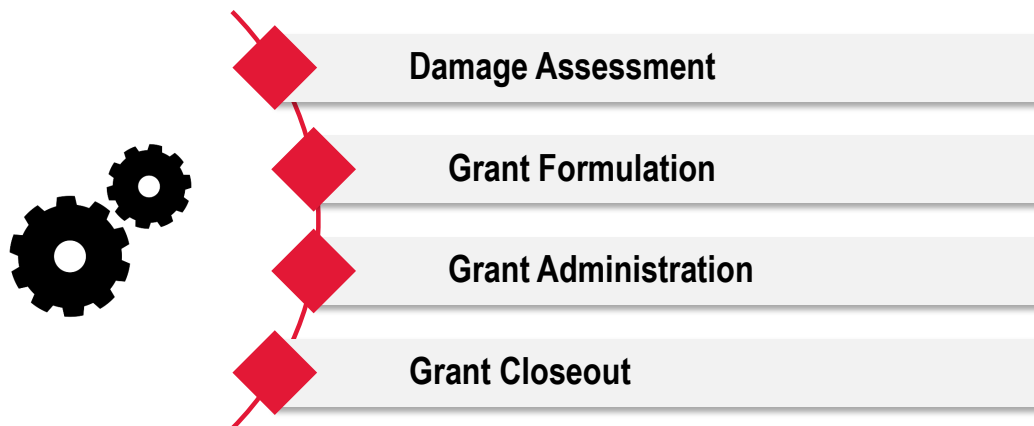 Damage Assessment
Grant Formulation
Grant Administration
Grant Closeout